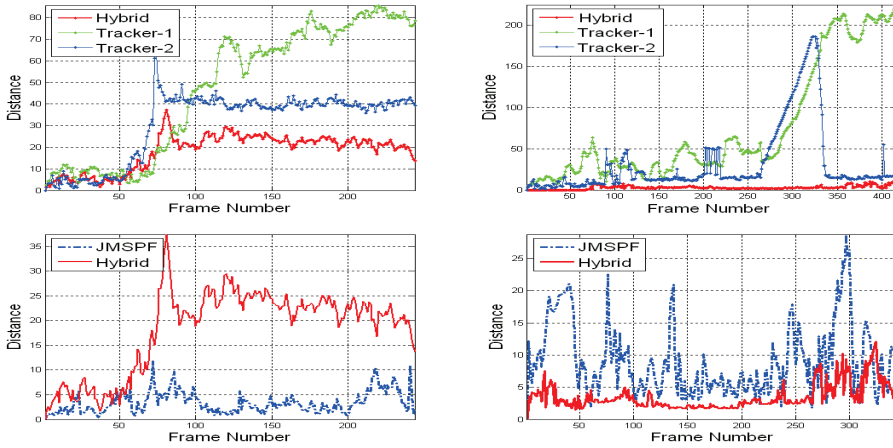 Hybrid
Tracker-1
Tracker-2
Distance
80
70
60
50
40
30
20
10
0
50 100 150 200
Frame Number
Hybrid
Tracker-1
Tracker-2
Distance
200
150
100
50
0
50 100 150 200 250 300 350 400
Frame Number
JMSPF
Hybrid
Distance
35
30
25
20
15
10
5
0
50 100 150 200
Frame Number
JMSPF
Hybrid
Distance
25
20
15
10
5
0
50 100 150 200 250 300
Frame Number